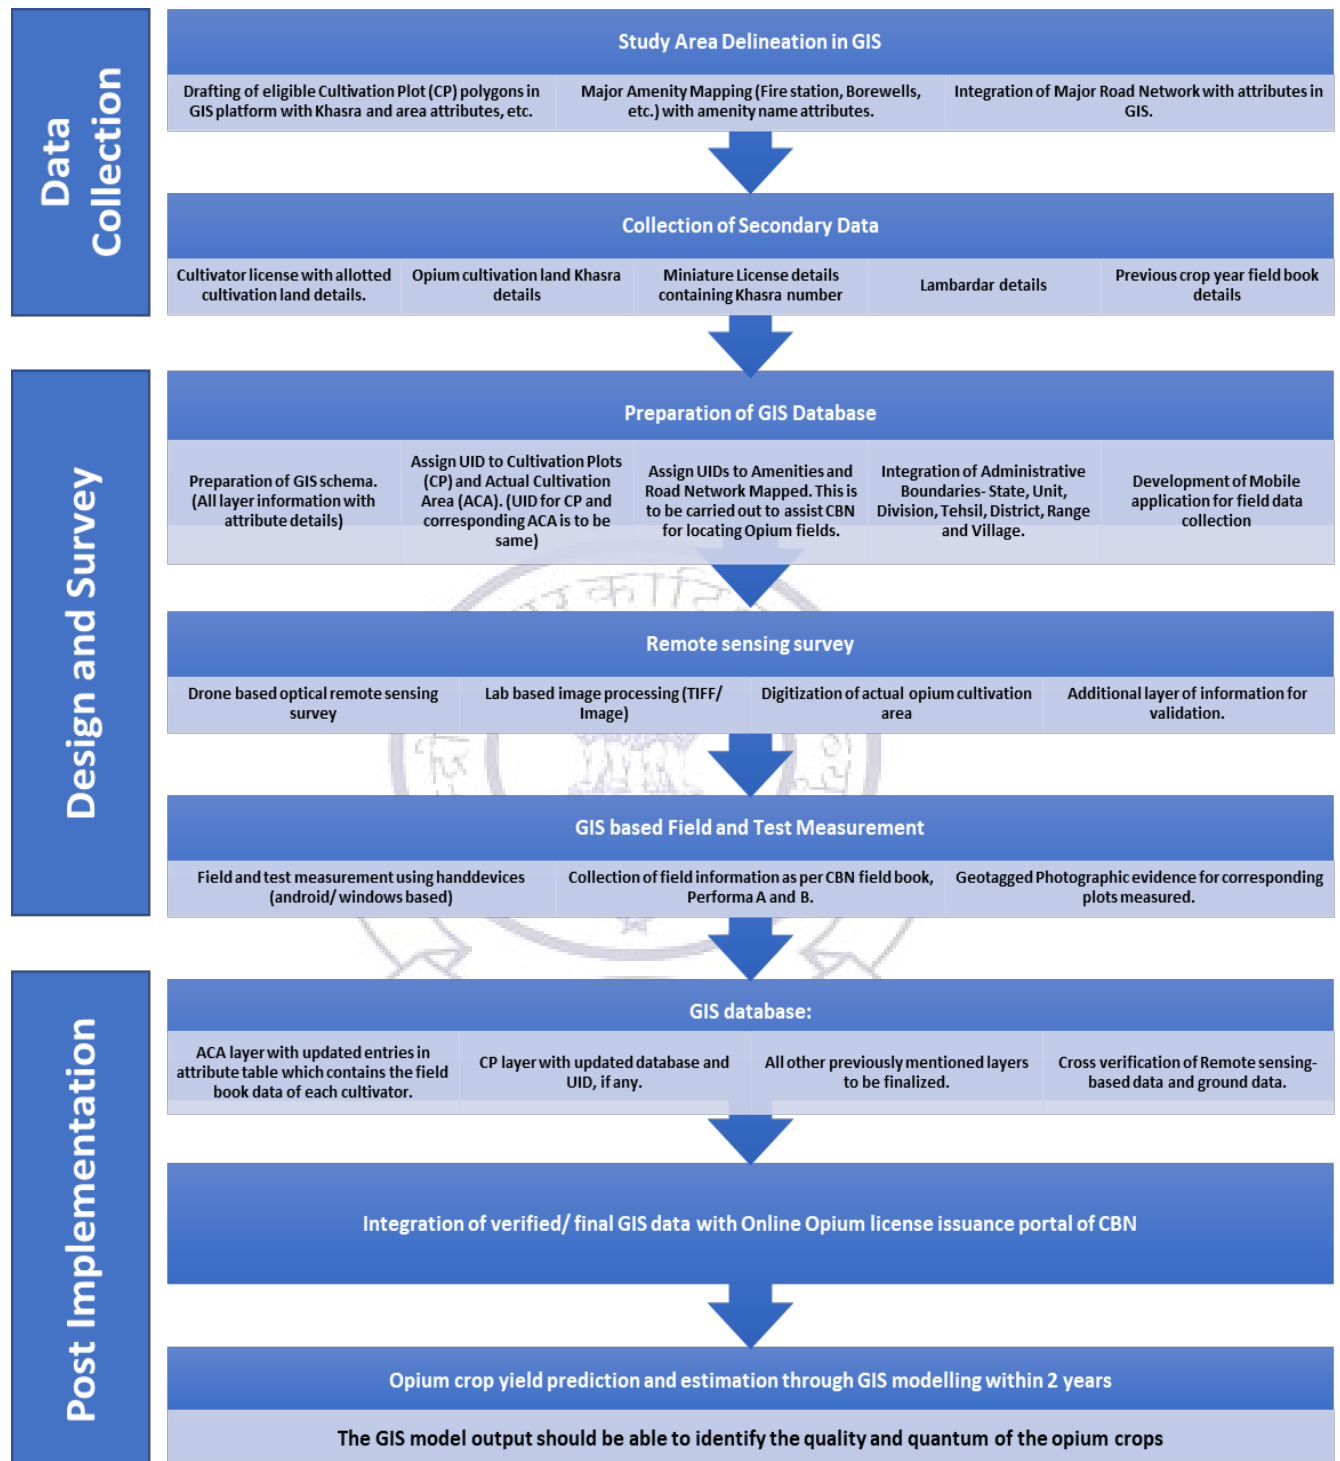 Data
Collection
Study Area Delineation in GIS
Drafting of eligible Cultivation Plot (CP) polygons in
GIS platform with Khasra and area attributes, etc.
Major Amenity Mapping (Fire station, Borewells,
etc.) with amenity name attributes.
Integration of Major Road Network with attributes in
GIS.
Collection of Secondary Data
Cultivator license with allotted
cultivation land details.
Opium cultivation land Khasra
details
Miniature License details
containing Khasra number
Lambardar details
Previous crop year field book
details
Design and Survey
Preparation of GIS Database
Preparation of GIS schema.
(All layer information with
attribute details)
Assign UID to Cultivation Plots
(CP) and Actual Cultivation
Area (ACA). (UID for CP and
corresponding ACA is to be
same)
Assign UIDs to Amenities and
Road Network Mapped. This is
to be carried out to assist CBN
for locating Opium fields.
Integration of Administrative
Boundaries- State, Unit,
Division, Tehsil, District, Range
and Village.
Development of Mobile
application for field data
collection
Remote sensing survey
Drone based optical remote sensing
survey
Lab based image processing (TIFF/
Image)
Digitization of actual opium cultivation
area
Additional layer of information for
validation.
GIS based Field and Test Measurement
Field and test measurement using handdevices
(android/ windows based)
Collection of field information as per CBN field book,
Performa A and B.
Geotagged Photographic evidence for corresponding
plots measured.
Post Implementation
GIS database:
ACA layer with updated entries in
attribute table which contains the field
book data of each cultivator.
CP layer with updated database and
UID, if any.
All other previously mentioned layers
to be finalized.
Cross verification of Remote sensing-
based data and ground data.
Integration of verified/ final GIS data with Online Opium license issuance portal of CBN
Opium crop yield prediction and estimation through GIS modelling within 2 years
The GIS model output should be able to identify the quality and quantum of the opium crops